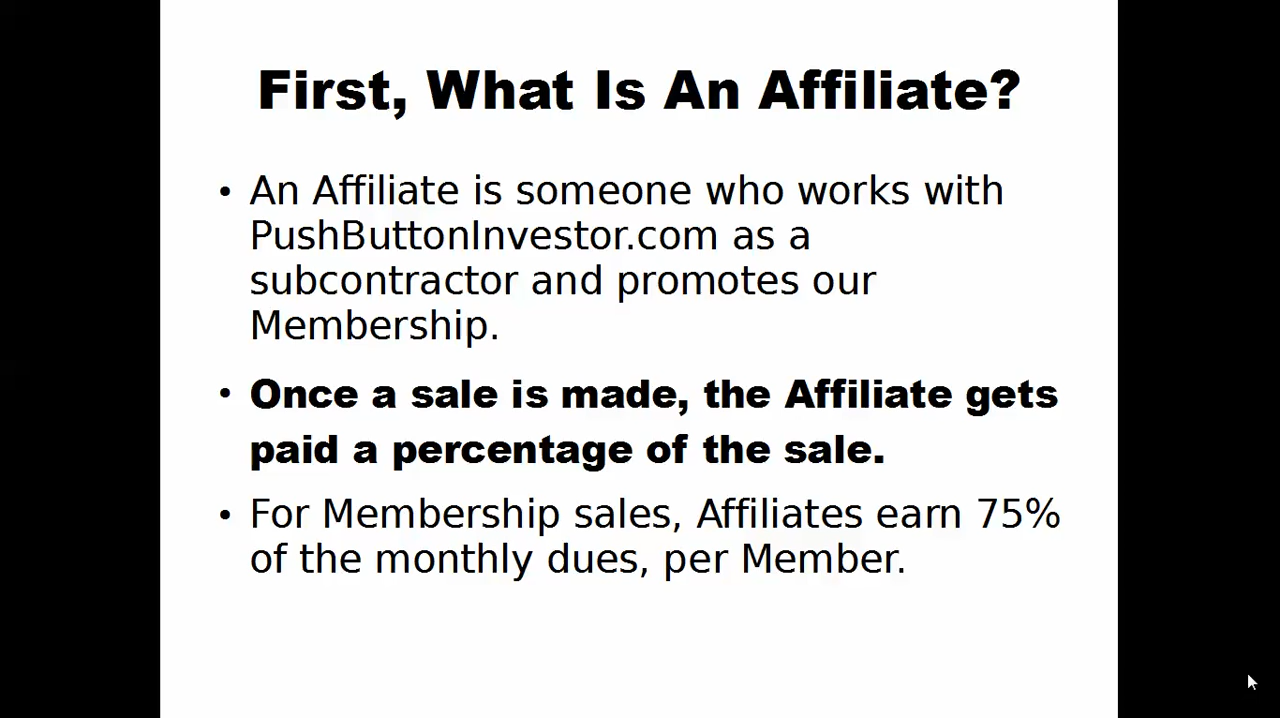 First, What Is An Affiliate?
• An Affiliate is someone who works with
PushButtonInvestor.com as a
subcontractor and promotes our
Membership.
• Once a sale is made, the Affiliate gets
paid a percentage of the sale.
• For Membership sales, Affiliates earn 75%
of the monthly dues, per Member.